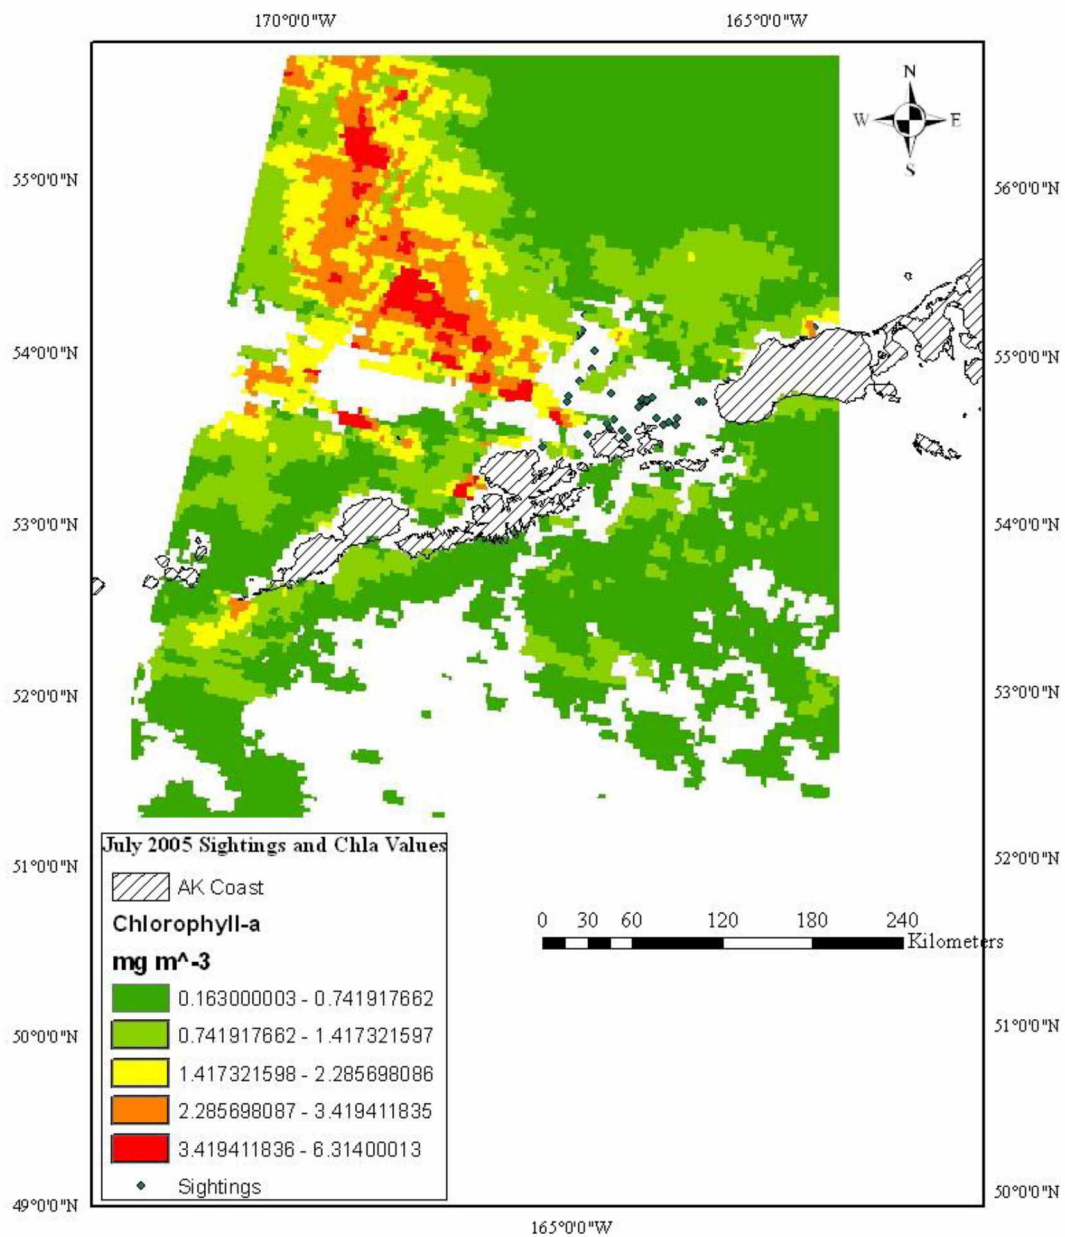 170°0'0"W 165°0'0"W
N
W E
S
55°0'0"N 56°0'0"N
54°0'0"N 55°0'0"N
53°0'0"N 54°0'0"N
52°0'0"N 53°0'0"N
51°0'0"N 52°0'0"N
50°0'0"N 51°0'0"N
49°0'0"N 50°0'0"N
July 2005 Sightings and Chla Values
AK Coast
Chlorophyll-a
mg m^-3
0.163000003 - 0.741917662
0.741917662 - 1.417321597
1.417321598 - 2.285698086
2.285698087 - 3.419411835
3.419411836 - 6.31400013
Sightings
0 30 60 120 180 240
Kilometers
165°0'0"W